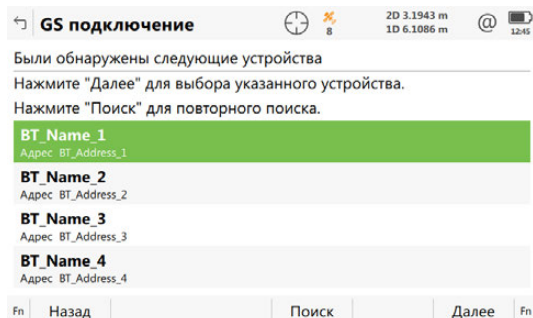 GS подключение
8
2D 3.1943 m
1D 6.1086 m
@
12:45
Были обнаружены следующие устройства
Нажмите "Далее" для выбора указанного устройства.
Нажмите "Поиск" для повторного поиска.
BT_Name_1
Адрес BT_Address_1
BT_Name_2
Адрес BT_Address_2
BT_Name_3
Адрес BT_Address_3
BT_Name_4
Адрес BT_Address_4
Fn Назад Поиск Далее Fn